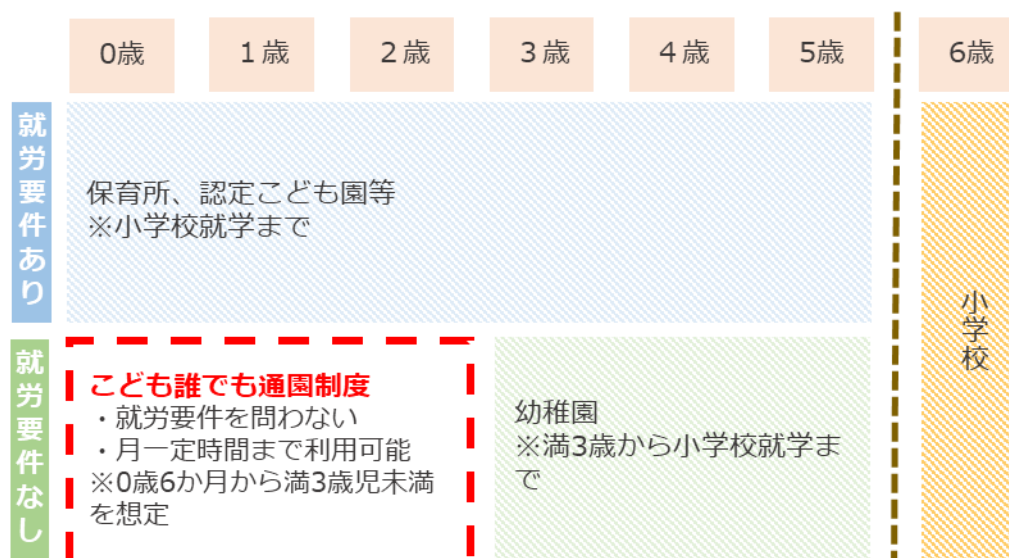 0歳
1歳
2歳
3歳
4歳
5歳
6歳
就労要件あり
保育所、認定こども園等
※小学校就学まで
小学校
就労要件なし
こども誰でも通園制度
・就労要件を問わない
・月一定時間まで利用可能
※0歳6か月から満3歳児未満
を想定
幼稚園
※満3歳から小学校就学ま
で